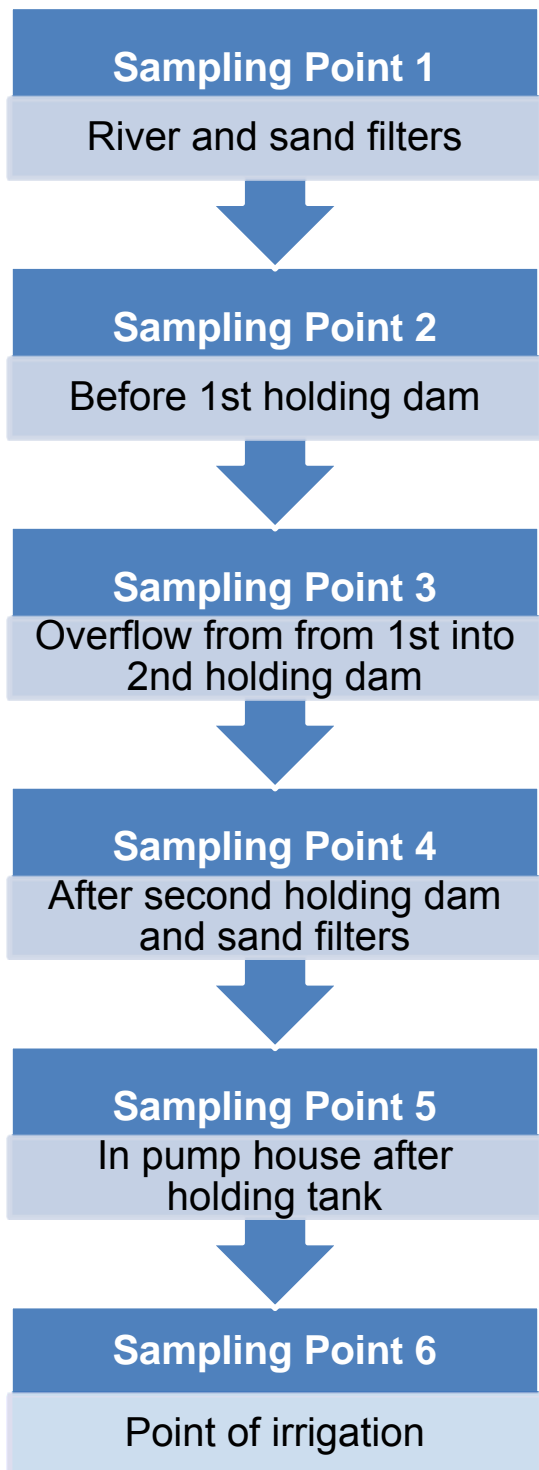 Sampling Point 1
River and sand filters
Sampling Point 2
Before 1st holding dam
Sampling Point 3
Overflow from from 1st into
2nd holding dam
Sampling Point 4
After second holding dam
and sand filters
Sampling Point 5
In pump house after
holding tank
Sampling Point 6
Point of irrigation